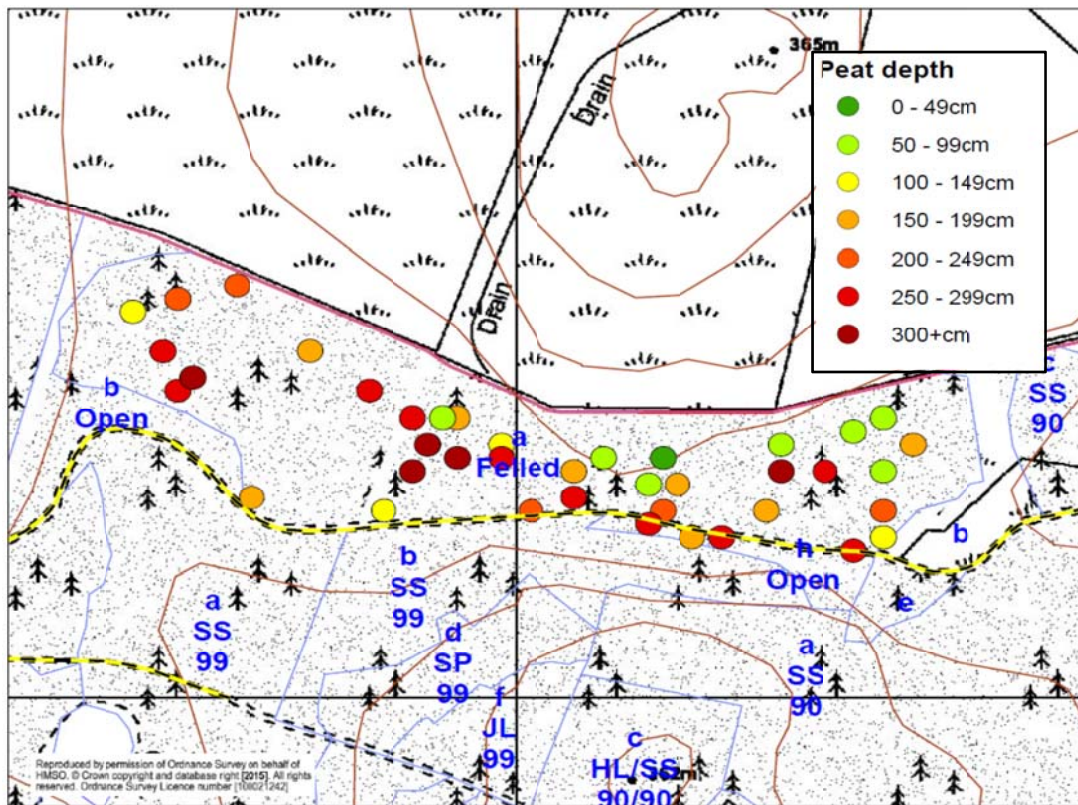 365m
Peat depth
0 - 49cm
50 - 99cm
100 - 149cm
150 - 199cm
200 - 249cm
250 - 299cm
300+cm
Drain
Drain
b
Open
a
Felled
c
SS
90
b
h
Open
e
a
SS
99
b
SS
99
d
SP
99
f
JL
99
a
SS
90
c
HL/SS
90/90
Reproduced by permission of Ordnance Survey on behalf of
HMSO. © Crown copyright and database right [2015]. All rights
reserved. Ordnance Survey Licence number